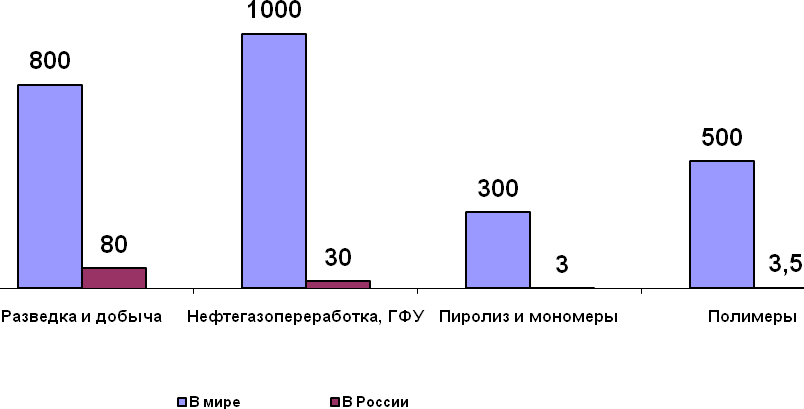 1000
800
500
300
80
30
3
3,5
Разведка и добыча
Нефтегазопереработка, ГФУ
Пиролиз и мономеры
Полимеры
В мире
В России